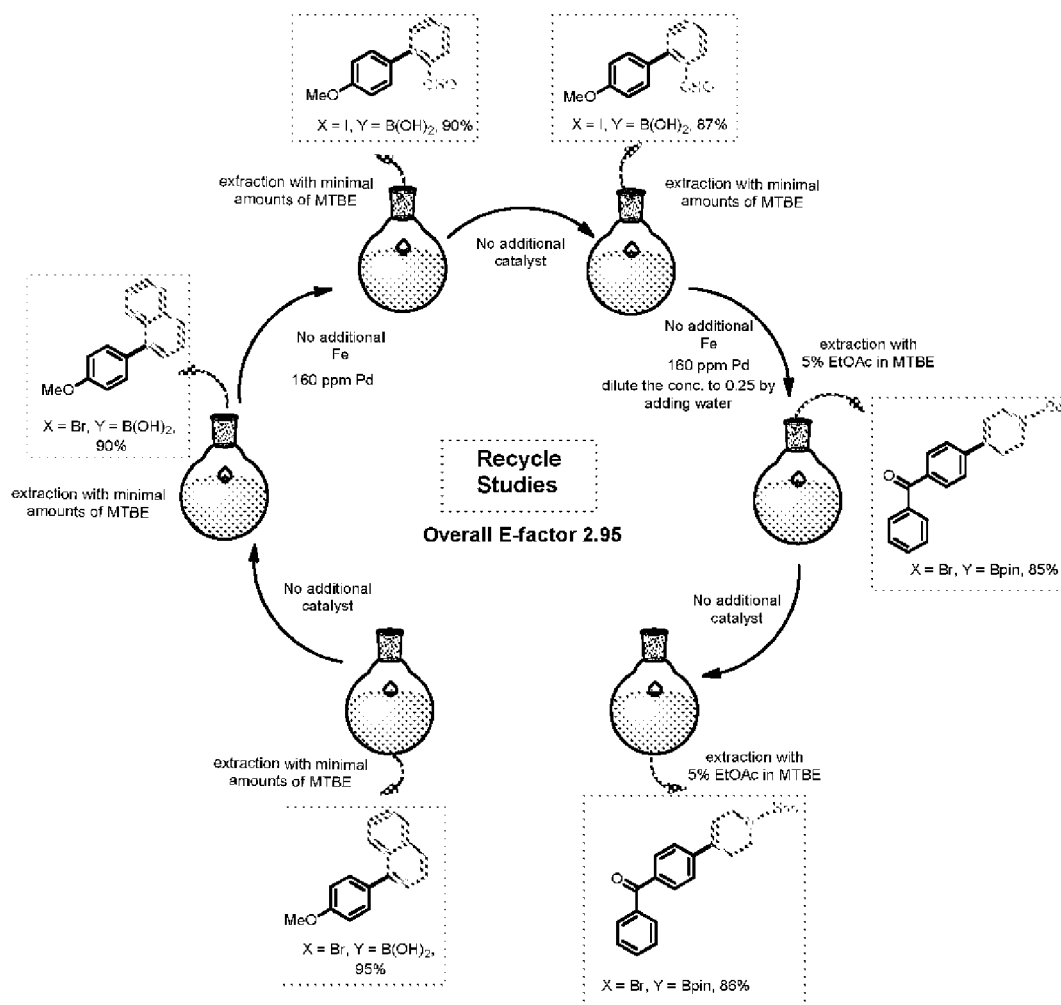 MeO
X = I, Y = B(OH)2, 90%
MeO
X = I, Y = B(OH)2, 87%
extraction with minimal
amounts of MTBE
extraction with minimal
amounts of MTBE
No additional
catalyst
MeO
X = Br, Y = B(OH)2,
90%
extraction with minimal
amounts of MTBE
No additional
Fe
160 ppm Pd
No additional
Fe
160 ppm Pd
dilute the conc. to 0.25 by
adding water
extraction with
5% EtOAc in MTBE
Recycle
Studies
Overall E-factor 2.95
O
X = Br, Y = Bpin, 85%
No additional
catalyst
No additional
catalyst
extraction with minimal
amounts of MTBE
extraction with
5% EtOAc in MTBE
MeO
X = Br, Y = B(OH)2,
95%
O
X = Br, Y = Bpin, 86%